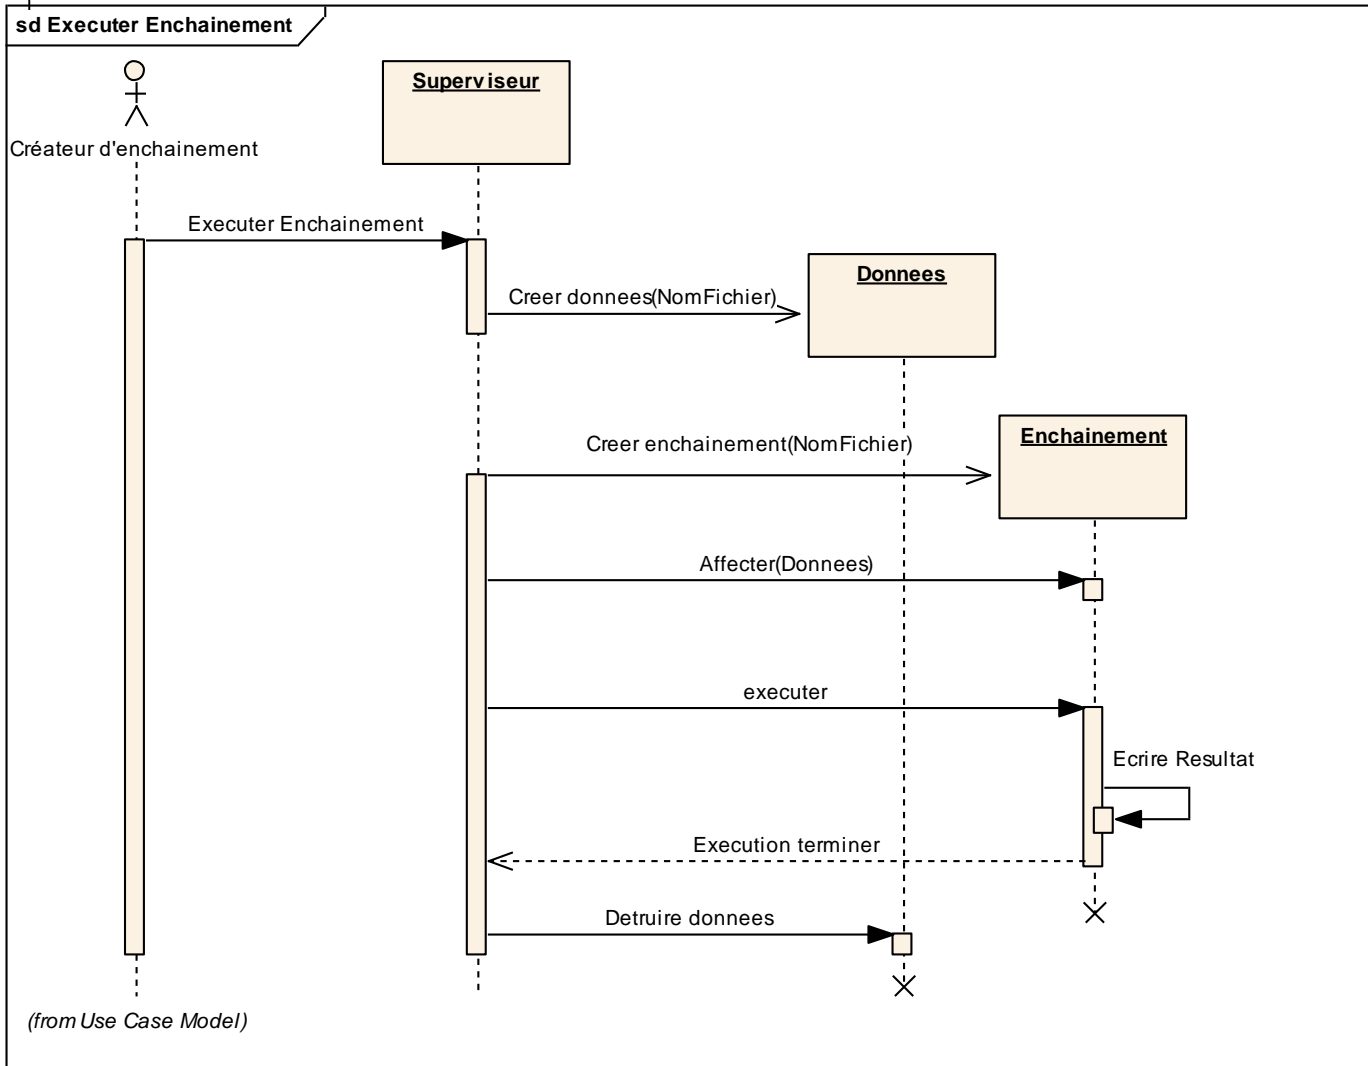 sd Executer Enchainement
Superviseur
Créateur d'enchainement
Executer Enchainement
Donnees
Creer donnees(NomFichier)
Enchainement
Creer enchainement(NomFichier)
Affecter(Donnees)
executer
Ecrire Resultat
Execution terminer
Detruire donnees
(from Use Case Model)